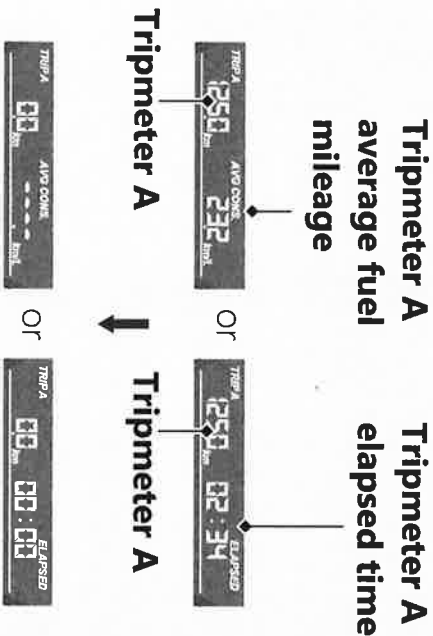 Tripmeter A
average fuel
mileage
Tripmeter A
elapsed time
TRIP A AVG CONS.
125.0 km 23.2 km/L
or
TRIP A ELAPSED
125.0 km 02:34
Tripmeter A
Tripmeter A
TRIP A AVG CONS.
0.0 km --.- km/L
or
TRIP A ELAPSED
0.0 km 00:00